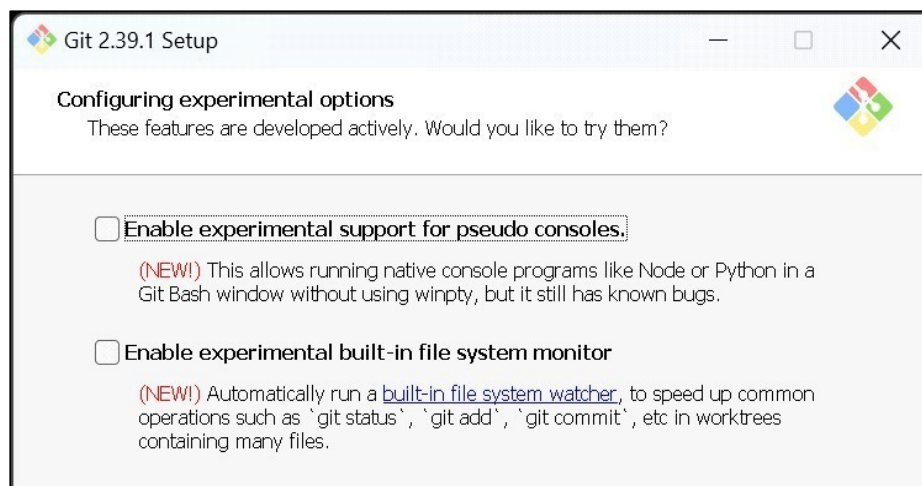 Git 2.39.1 Setup
Configuring experimental options
These features are developed actively. Would you like to try them?
Enable experimental support for pseudo consoles.
(NEW!) This allows running native console programs like Node or Python in a
Git Bash window without using winpty, but it still has known bugs.
Enable experimental built-in file system monitor
(NEW!) Automatically run a built-in file system watcher, to speed up common
operations such as `git status`, `git add`, `git commit`, etc in worktrees
containing many files.